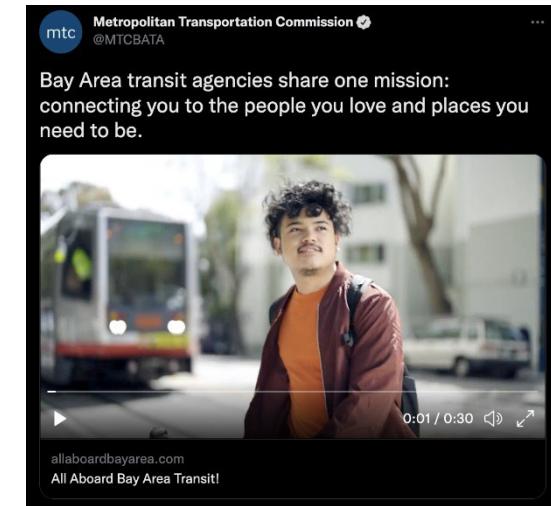 mtc
Metropolitan Transportation Commission
@MTCBATA
Bay Area transit agencies share one mission:
connecting you to the people you love and places you
need to be.
0:01 / 0:30
allaboardbayarea.com
All Aboard Bay Area Transit!